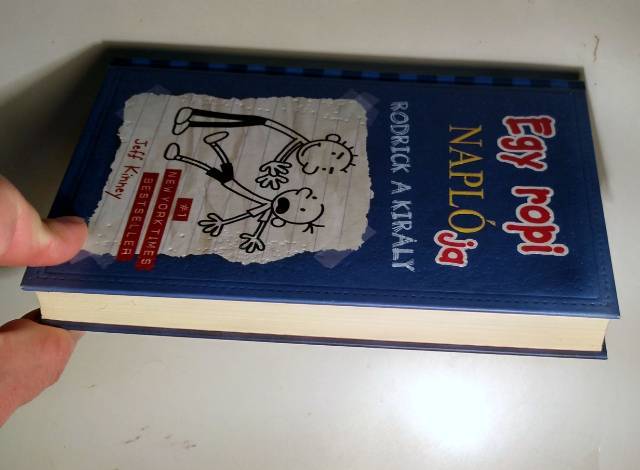 Egy ropi
NAPLÓja
RODRICK A KIRÁLY
#1
NEW YORK TIMES
BESTSELLER
Jeff Kinney